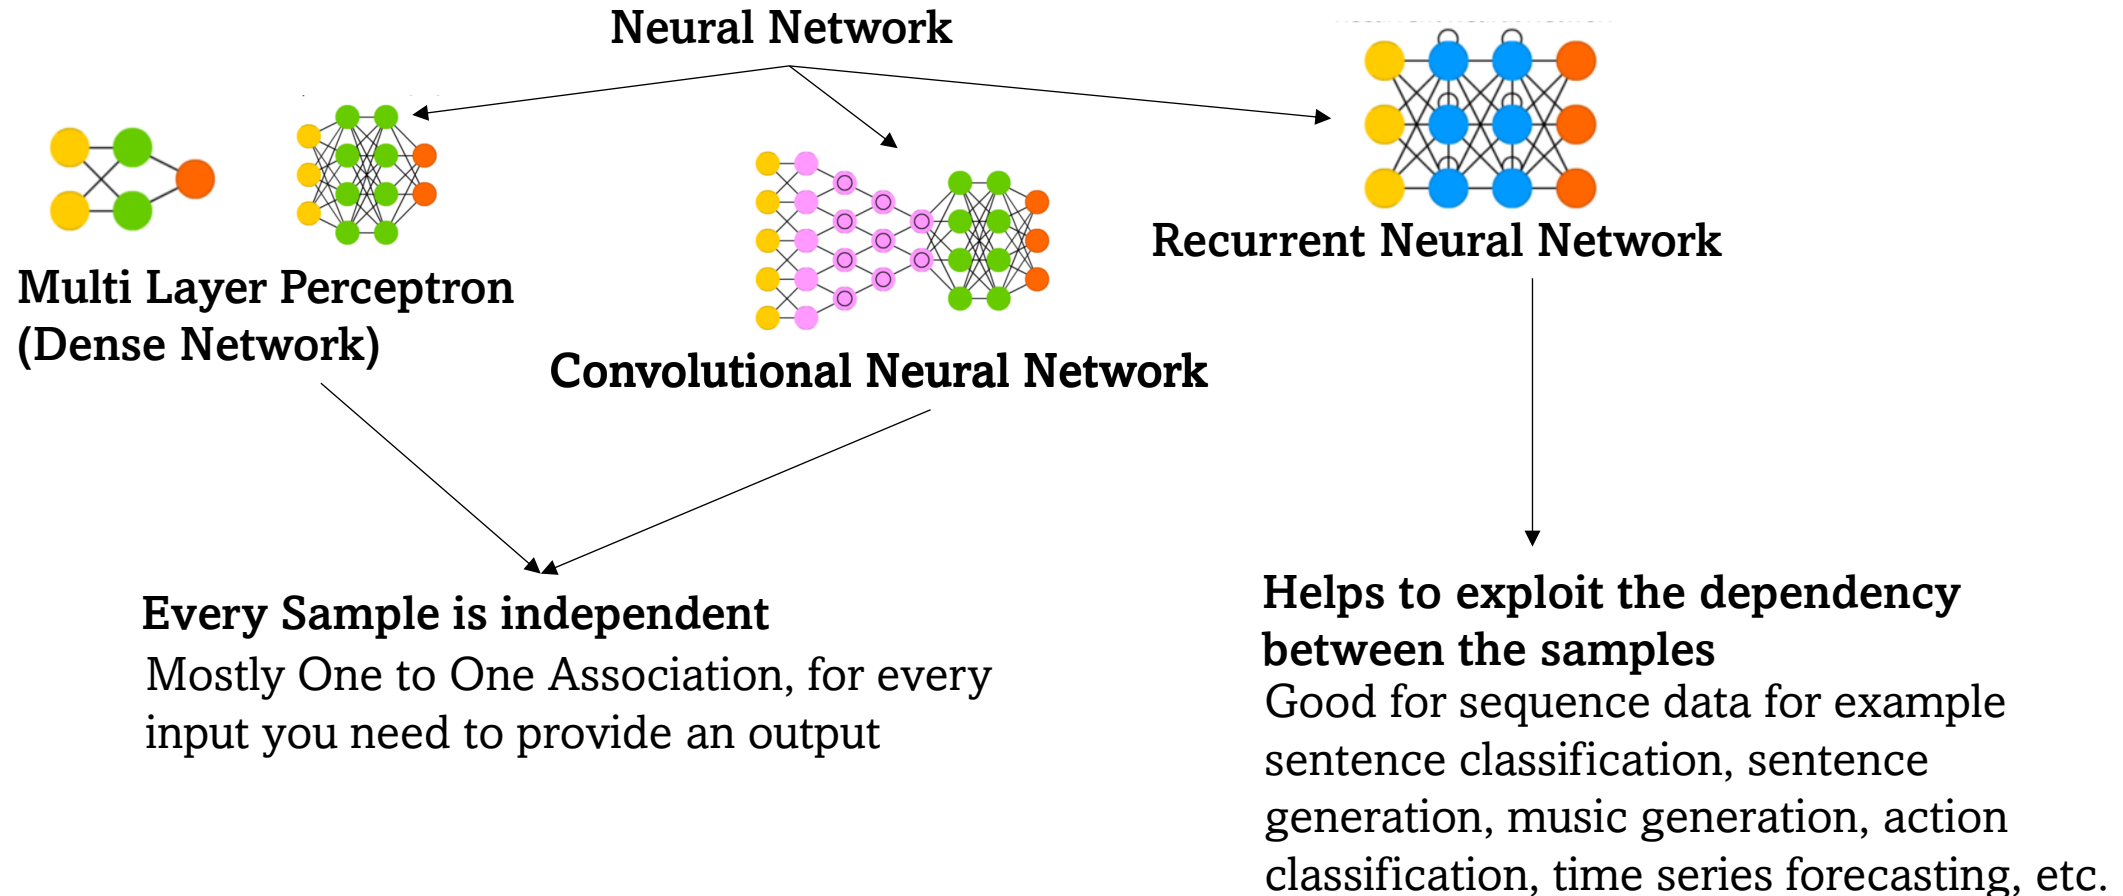 Neural Network
Multi Layer Perceptron
(Dense Network)
Convolutional Neural Network
Recurrent Neural Network
Every Sample is independent
Mostly One to One Association, for every
input you need to provide an output
Helps to exploit the dependency
between the samples
Good for sequence data for example
sentence classification, sentence
generation, music generation, action
classification, time series forecasting, etc.